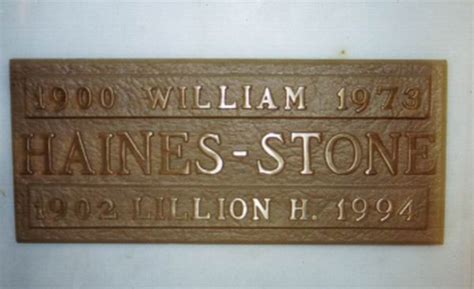 1900 WILLIAM 1973
HAINES-STONE
1902 LILLION H. 1994